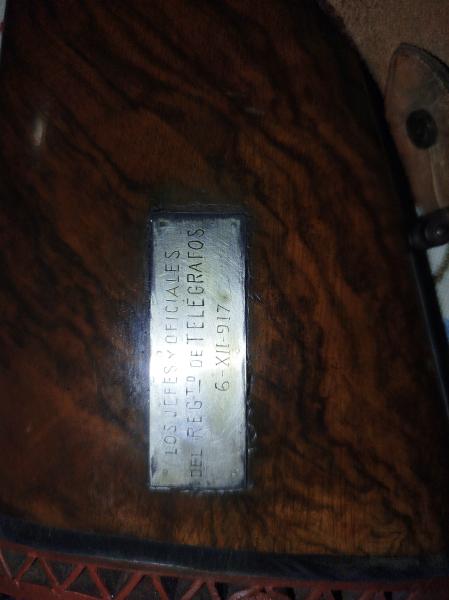 LOS JEFES Y OFICIALES
DEL REG-TO DE TELÉGRAFOS
6-XII-917